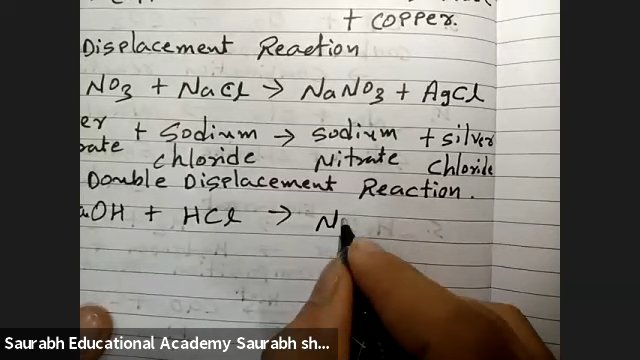 + COPPER.
Displacement Reaction
NO3 + NaCl → NaNO3 + AgCl
er + Sodium → sodium + silver
rate chloride Nitrate Chloride
Double Displacement Reaction.
aOH + HCl → N
Saurabh Educational Academy Saurabh sh...